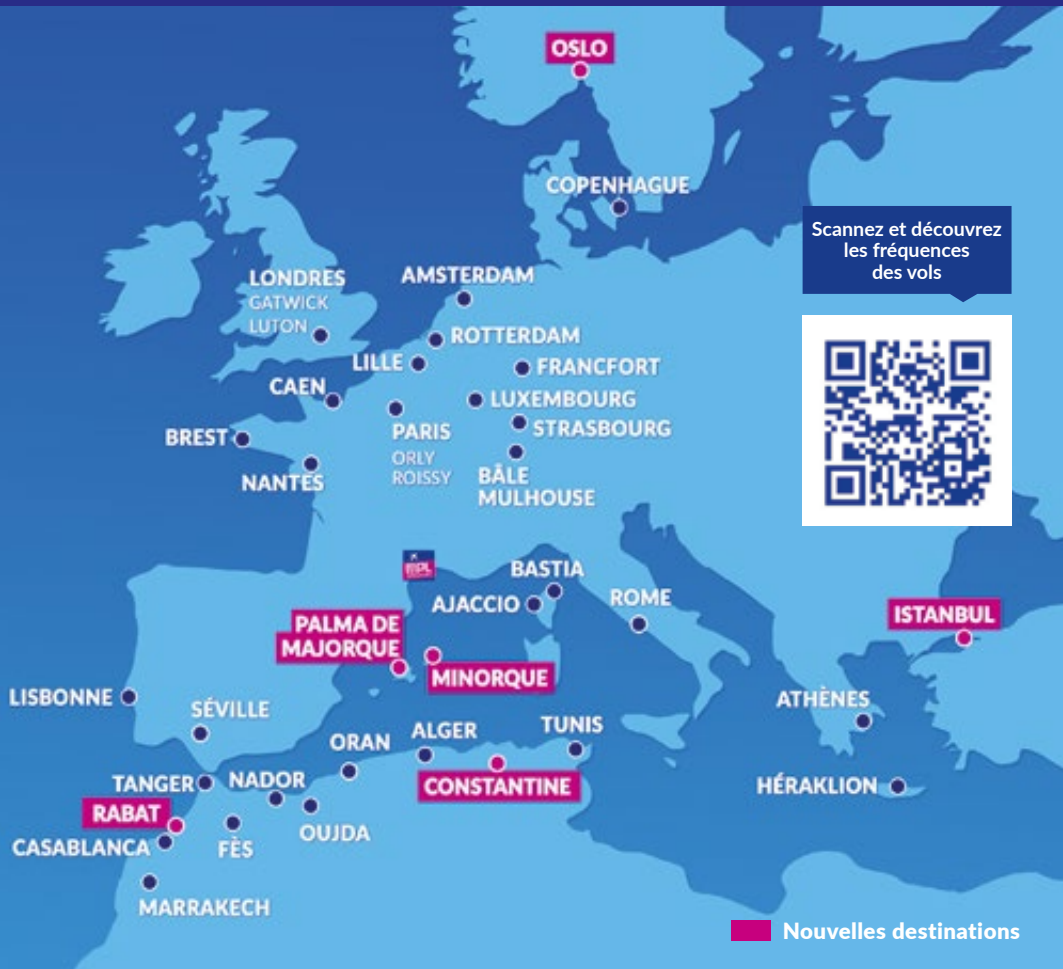 OSLO
COPENHAGUE
Scannez et découvrez
les fréquences
des vols
LONDRES
GATWICK
LUTON
AMSTERDAM
ROTTERDAM
LILLE
FRANCFORT
CAEN
LUXEMBOURG
PARIS
ORLY
ROISSY
STRASBOURG
BREST
NANTES
BÂLE
MULHOUSE
MPL
BASTIA
AJACCIO
ROME
PALMA DE
MAJORQUE
MINORQUE
ISTANBUL
LISBONNE
SÉVILLE
ATHÈNES
ORAN
ALGER
TUNIS
TANGER
NADOR
CONSTANTINE
HÉRAKLION
RABAT
OUJDA
CASABLANCA
FÈS
MARRAKECH
Nouvelles destinations